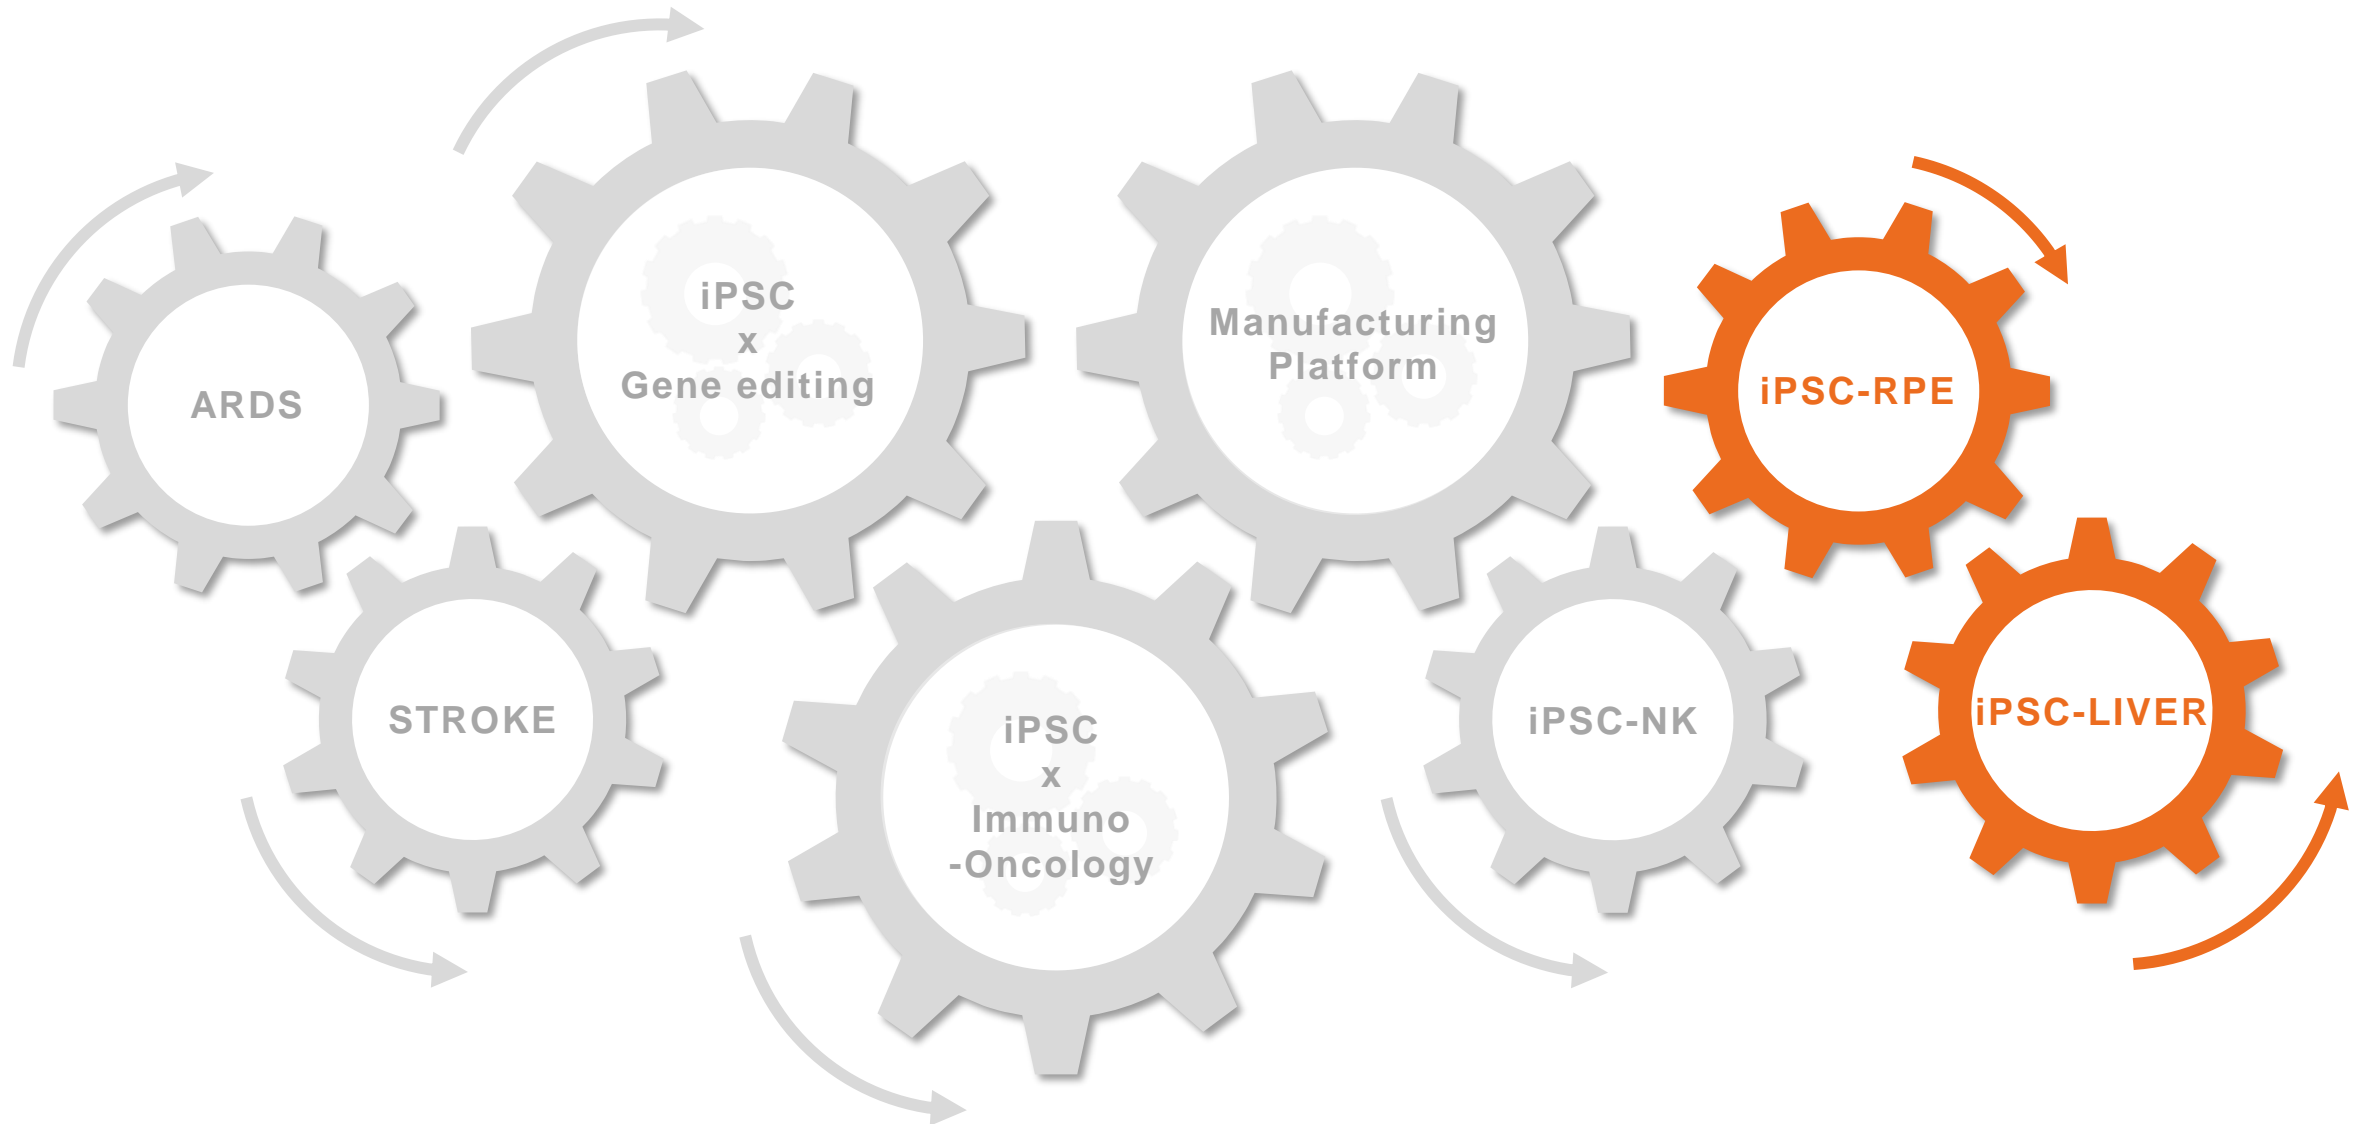 ARDS
iPSC
x
Gene editing
Manufacturing
Platform
iPSC-RPE
STROKE
iPSC
x
Immuno
-Oncology
iPSC-NK
iPSC-LIVER